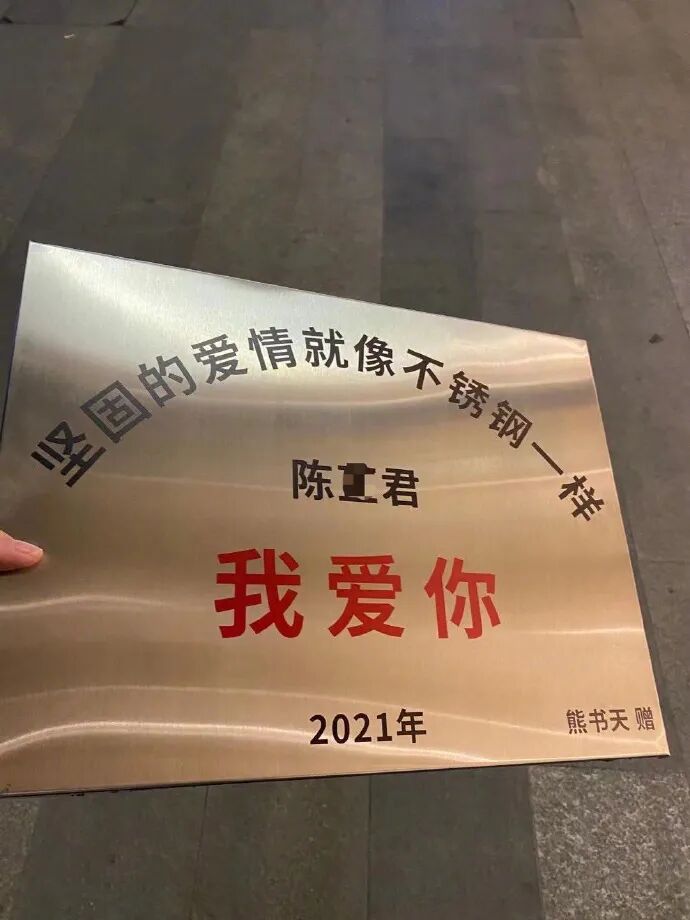 坚固的爱情就像不锈钢一样
陈君
我爱你
2021年
熊书天 赠